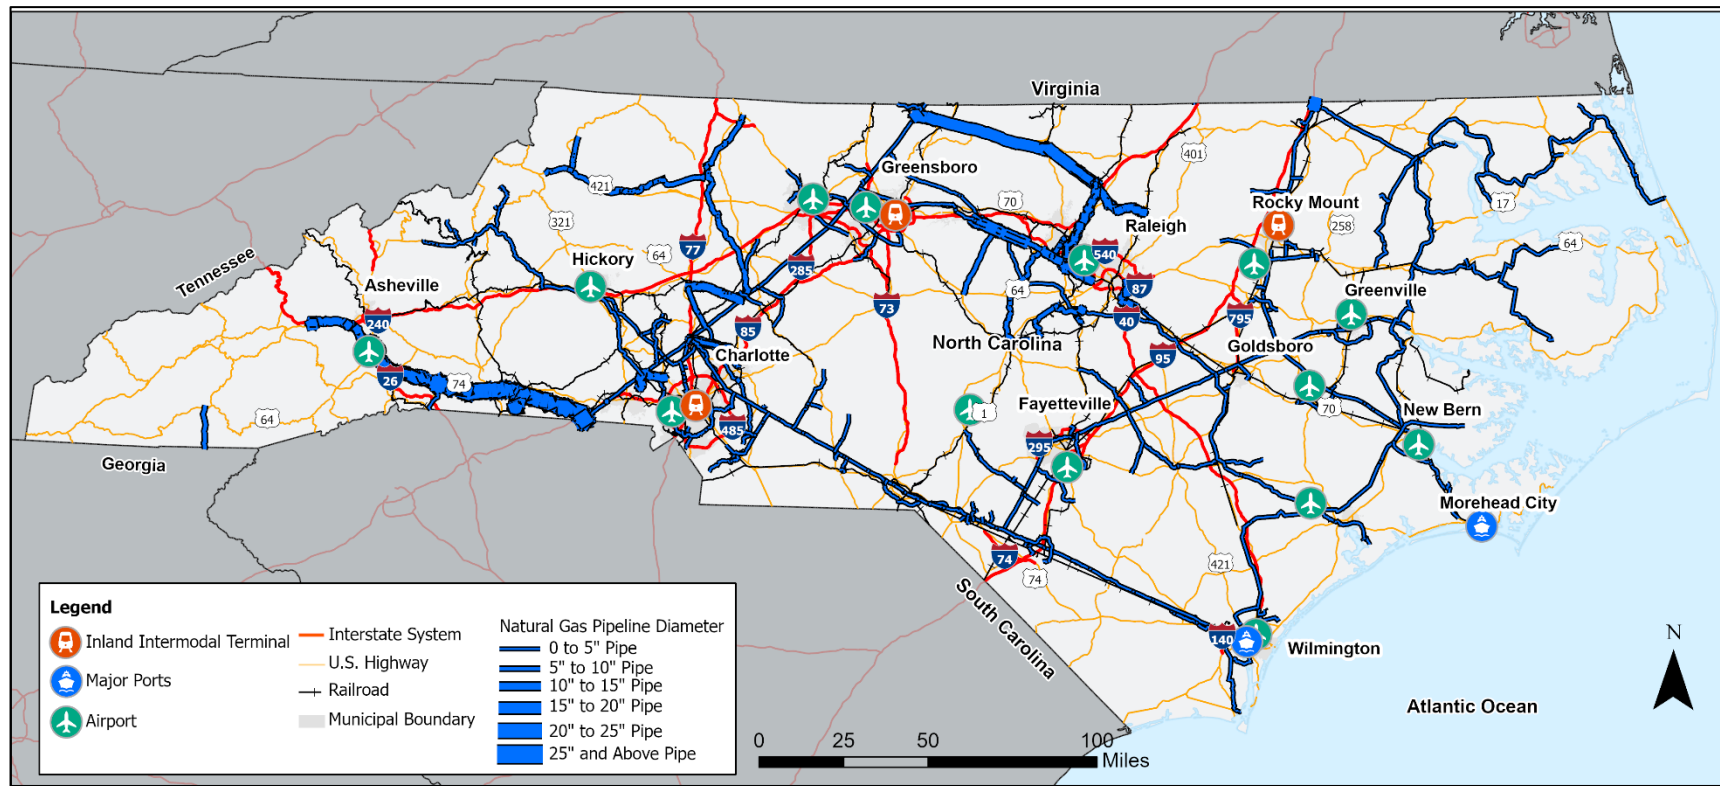 Virginia
401
Greensboro
421
70
Rocky Mount
17
321
Raleigh
258
64
77
540
64
Tennessee
Hickory
285
64
87
Asheville
73
Greenville
240
85
North Carolina
40
795
95
Goldsboro
Charlotte
26
74
1
Fayetteville
70
New Bern
64
485
295
Georgia
Morehead City
74
421
74
South Carolina
140
Wilmington
N
Atlantic Ocean
Legend
Inland Intermodal Terminal
Major Ports
Airport
Interstate System
U.S. Highway
Railroad
Municipal Boundary
Natural Gas Pipeline Diameter
0 to 5" Pipe
5" to 10" Pipe
10" to 15" Pipe
15" to 20" Pipe
20" to 25" Pipe
25" and Above Pipe
0 25 50 100
Miles